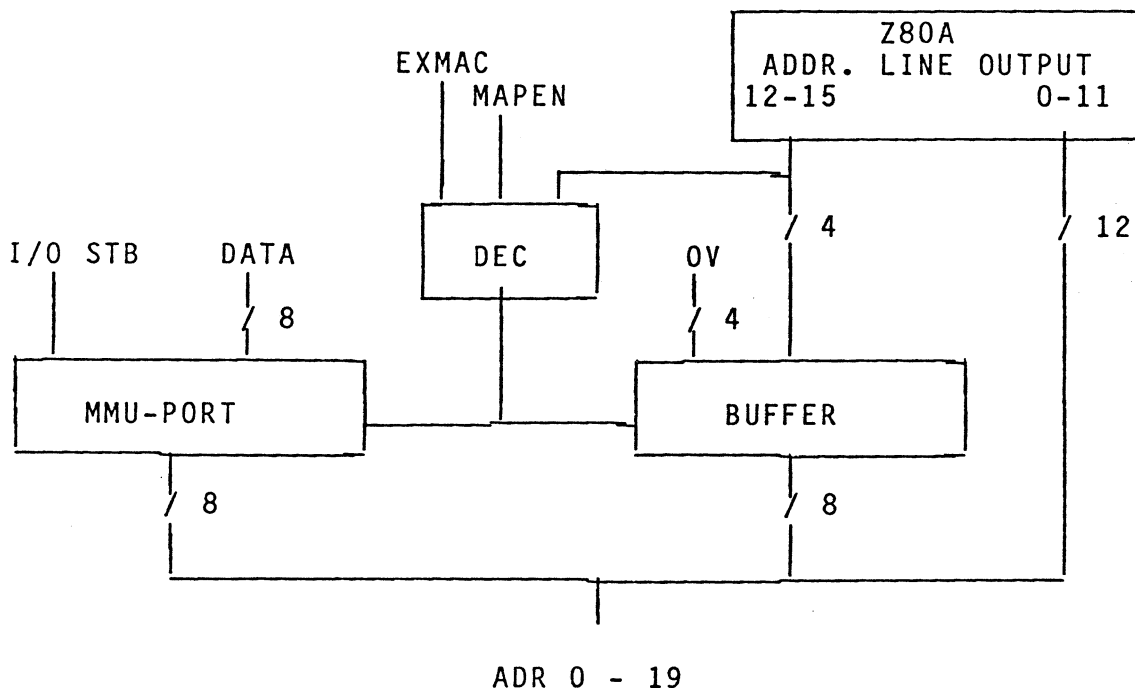 Z80A
ADDR. LINE OUTPUT
12-15 0-11
EXMAC
MAPEN
4
12
I/O STB DATA DEC 0V
8
4
MMU-PORT BUFFER
8 8
ADR 0 - 19